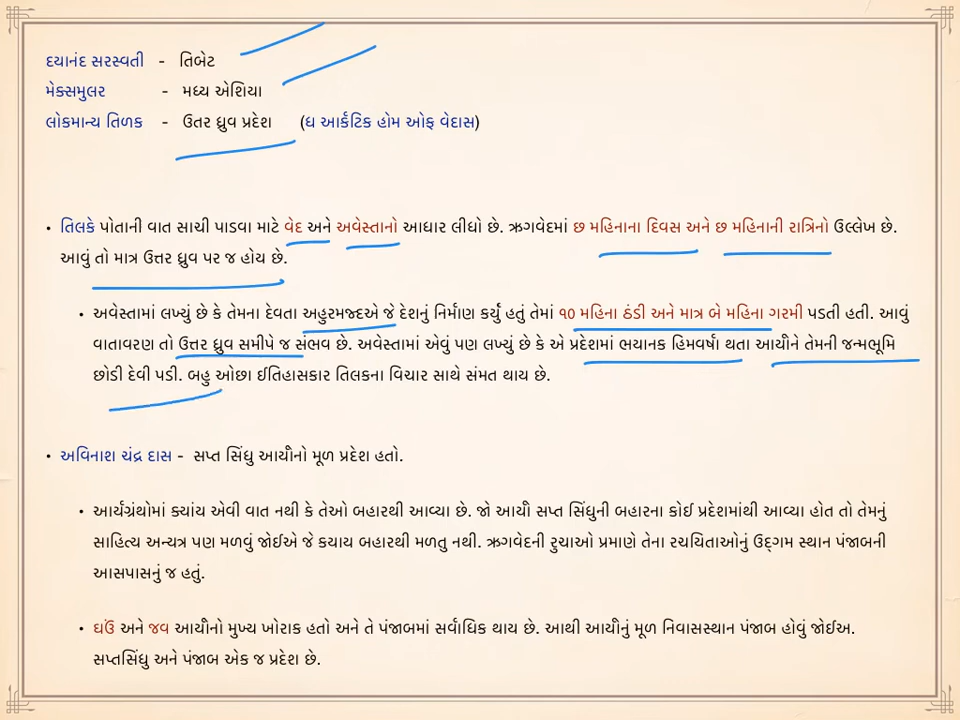 દયાનંદ સરસ્વતી - તિબેટ
મેક્સમુલર - મધ્ય એશિયા
લોકમાન્ય તિળક - ઉતર ધ્રુવ પ્રદેશ (ધ આર્કટિક હોમ ઓફ વેદાસ)
• તિલકે પોતાની વાત સાચી પાડવા માટે વેદ અને અવેસ્તાનો આધાર લીધો છે. ઋગવેદમાં છ મહિનાના દિવસ અને છ મહિનાની રાત્રિનો ઉલ્લેખ છે.
આવું તો માત્ર ઉત્તર ધ્રુવ પર જ હોય છે.
• અવેસ્તામાં લખ્યું છે કે તેમના દેવતા અહુરમજ્દએ જે દેશનું નિર્માણ કર્યું હતું તેમાં ૧૦ મહિના ઠંડી અને માત્ર બે મહિના ગરમી પડતી હતી. આવું
વાતાવરણ તો ઉત્તર ધ્રુવ સમીપે જ સંભવ છે. અવેસ્તામાં એવું પણ લખ્યું છે કે એ પ્રદેશમાં ભયાનક હિમવર્ષા થતા આર્યોને તેમની જન્મભૂમિ
છોડી દેવી પડી. બહુ ઓછા ઈતિહાસકાર તિલકના વિચાર સાથે સંમત થાય છે.
• અવિનાશ ચંદ્ર દાસ - સપ્ત સિંધુ આર્યોનો મૂળ પ્રદેશ હતો.
• આર્યગ્રંથોમાં ક્યાંય એવી વાત નથી કે તેઓ બહારથી આવ્યા છે. જો આર્યો સપ્ત સિંધુની બહારના કોઈ પ્રદેશમાંથી આવ્યા હોત તો તેમનું
સાહિત્ય અન્યત્ર પણ મળવું જોઈએ જે કયાય બહારથી મળતુ નથી. ઋગવેદની રુચાઓ પ્રમાણે તેના રચયિતાઓનું ઉદ્‌ગમ સ્થાન પંજાબની
આસપાસનું જ હતું.
• ઘઉં અને જવ આર્યોનો મુખ્ય ખોરાક હતો અને તે પંજાબમાં સર્વાધિક થાય છે. આથી આર્યોનું મૂળ નિવાસસ્થાન પંજાબ હોવું જોઈઅ.
સપ્તસિંધુ અને પંજાબ એક જ પ્રદેશ છે.